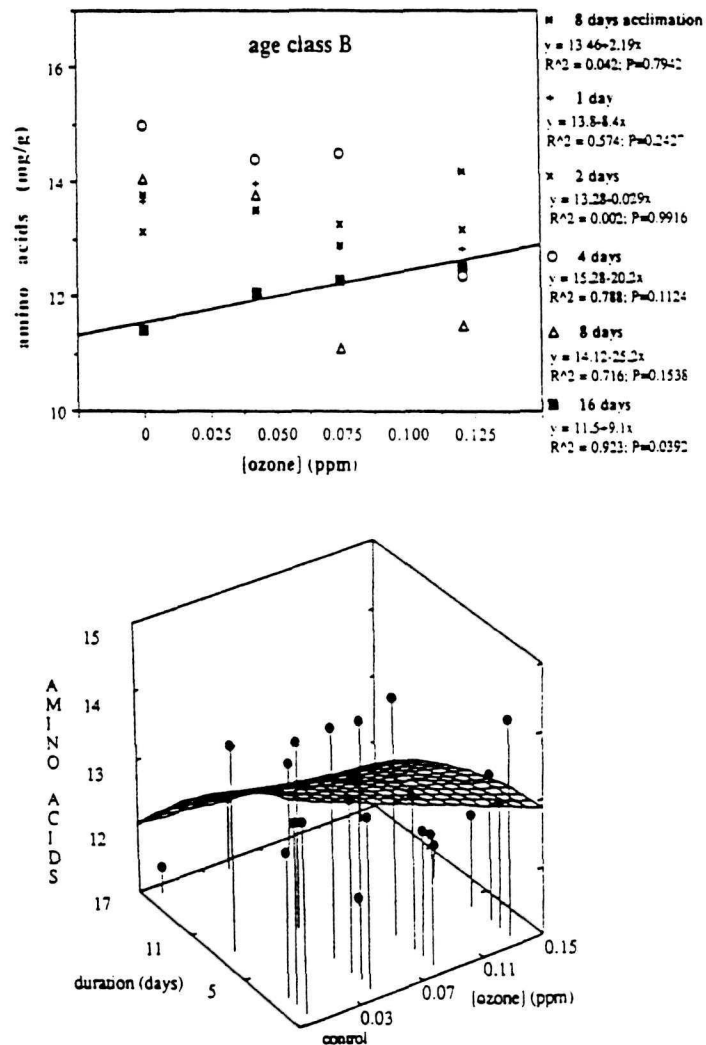 age class B
16
14
12
10
amino acids (mg/g)
0 0.025 0.050 0.075 0.100 0.125
[ozone] (ppm)
8 days acclimation
y = 13.46+2.19x
R^2 = 0.042; P=0.7942
1 day
y = 13.8-8.4x
R^2 = 0.574; P=0.2427
2 days
y = 13.28-0.029x
R^2 = 0.002; P=0.9916
4 days
y = 15.28-20.2x
R^2 = 0.788; P=0.1124
8 days
y = 14.12-25.2x
R^2 = 0.716; P=0.1538
16 days
y = 11.5+9.1x
R^2 = 0.923; P=0.0392
AMINO ACIDS
15
14
13
12
17
11
5
duration (days)
control
0.03
0.07
0.11
0.15
[ozone] (ppm)